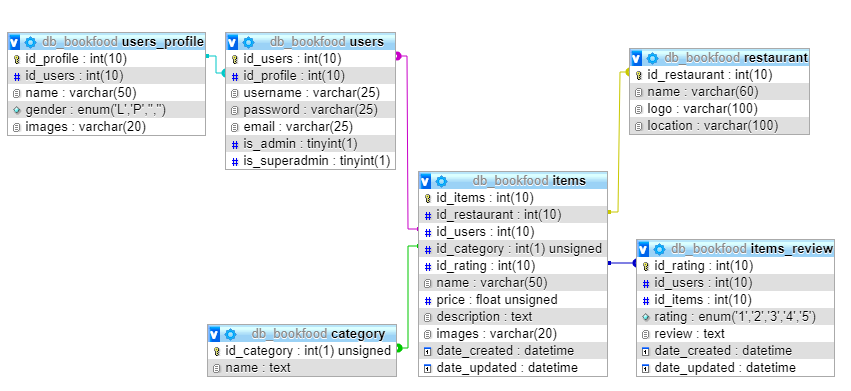 db_bookfood users_profile
id_profile : int(10)
id_users : int(10)
name : varchar(50)
gender : enum('L','P','','')
images : varchar(20)
db_bookfood users
id_users : int(10)
id_profile : int(10)
username : varchar(25)
password : varchar(25)
email : varchar(25)
is_admin : tinyint(1)
is_superadmin : tinyint(1)
db_bookfood restaurant
id_restaurant : int(10)
name : varchar(60)
logo : varchar(100)
location : varchar(100)
db_bookfood items
id_items : int(10)
id_restaurant : int(10)
id_users : int(10)
id_category : int(1) unsigned
id_rating : int(10)
name : varchar(50)
price : float unsigned
description : text
images : varchar(20)
date_created : datetime
date_updated : datetime
db_bookfood items_review
id_rating : int(10)
id_users : int(10)
id_items : int(10)
rating : enum('1','2','3','4','5')
review : text
date_created : datetime
date_updated : datetime
db_bookfood category
id_category : int(1) unsigned
name : text